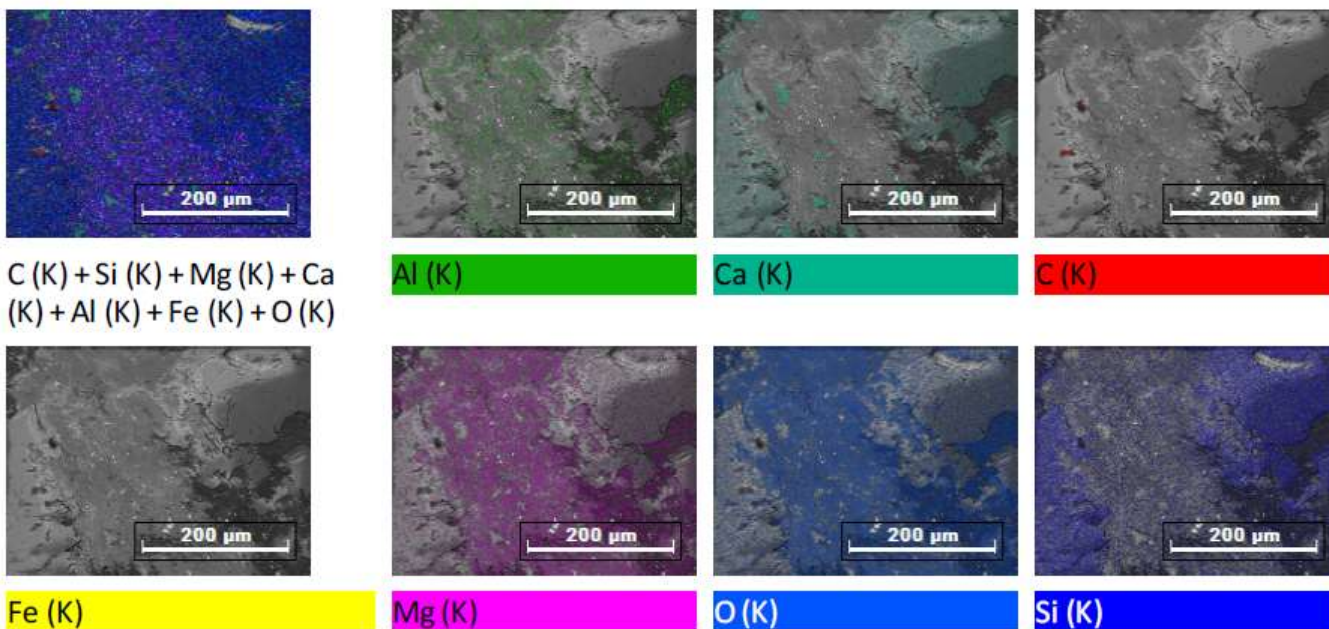 200 µm
200 µm
200 µm
200 µm
C (K) + Si (K) + Mg (K) + Ca
(K) + Al (K) + Fe (K) + O (K)
Al (K)
Ca (K)
C (K)
200 µm
200 µm
200 µm
200 µm
Fe (K)
Mg (K)
O (K)
Si (K)